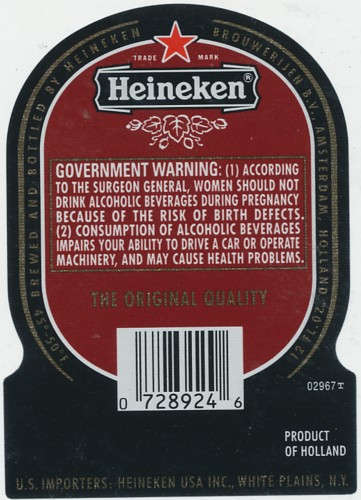 BREWED AND BOTTLED BY HEINEKEN BROUWERIJEN B.V., AMSTERDAM, HOLLAND
TRADE MARK
Heineken®
GOVERNMENT WARNING: (1) ACCORDING
TO THE SURGEON GENERAL, WOMEN SHOULD NOT
DRINK ALCOHOLIC BEVERAGES DURING PREGNANCY
BECAUSE OF THE RISK OF BIRTH DEFECTS.
(2) CONSUMPTION OF ALCOHOLIC BEVERAGES
IMPAIRS YOUR ABILITY TO DRIVE A CAR OR OPERATE
MACHINERY, AND MAY CAUSE HEALTH PROBLEMS.
THE ORIGINAL QUALITY
45°-50°F
12 FL.OZ.
0 728924 6
02967
PRODUCT
OF HOLLAND
U.S. IMPORTERS: HEINEKEN USA INC., WHITE PLAINS, N.Y.